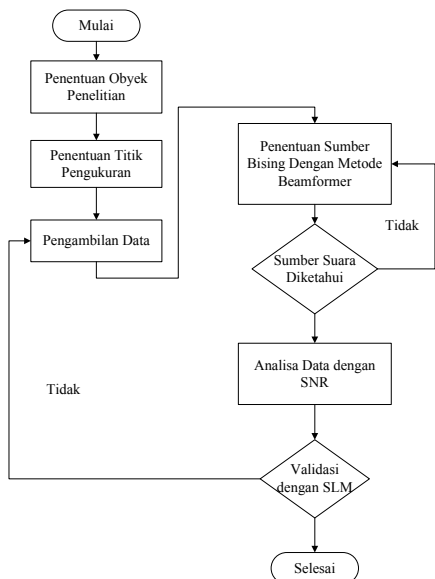 Mulai
Penentuan Obyek
Penelitian
Penentuan Titik
Pengukuran
Pengambilan Data
Penentuan Sumber
Bising Dengan Metode
Beamformer
Tidak
Sumber Suara
Diketahui
Analisa Data dengan
SNR
Tidak
Validasi
dengan SLM
Selesai